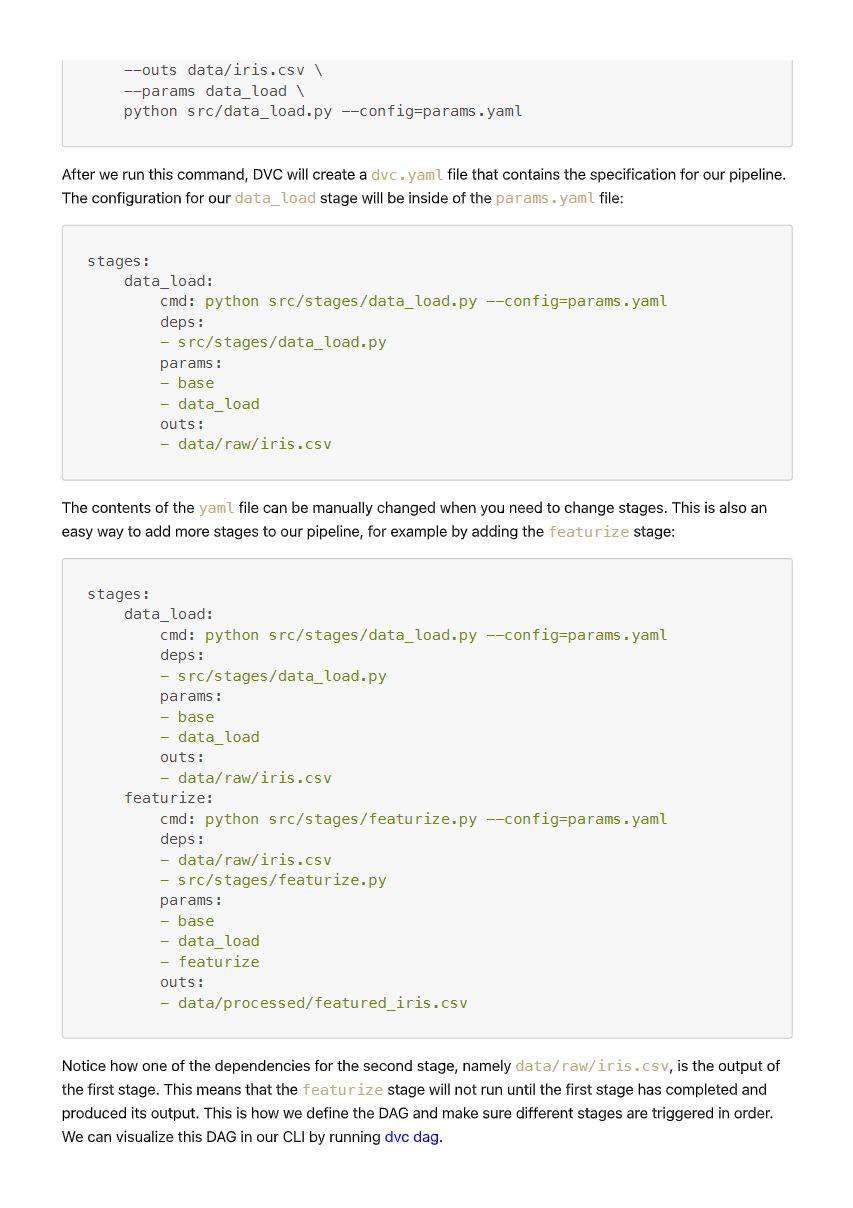 --outs data/iris.csv \
--params data_load \
python src/data_load.py --config=params.yaml
After we run this command, DVC will create a dvc.yaml file that contains the specification for our pipeline.
The configuration for our data_load stage will be inside of the params.yaml file:
stages:
    data_load:
        cmd: python src/stages/data_load.py --config=params.yaml
        deps:
        - src/stages/data_load.py
        params:
        - base
        - data_load
        outs:
        - data/raw/iris.csv
The contents of the yaml file can be manually changed when you need to change stages. This is also an
easy way to add more stages to our pipeline, for example by adding the featurize stage:
stages:
    data_load:
        cmd: python src/stages/data_load.py --config=params.yaml
        deps:
        - src/stages/data_load.py
        params:
        - base
        - data_load
        outs:
        - data/raw/iris.csv
    featurize:
        cmd: python src/stages/featurize.py --config=params.yaml
        deps:
        - data/raw/iris.csv
        - src/stages/featurize.py
        params:
        - base
        - data_load
        - featurize
        outs:
        - data/processed/featured_iris.csv
Notice how one of the dependencies for the second stage, namely data/raw/iris.csv, is the output of
the first stage. This means that the featurize stage will not run until the first stage has completed and
produced its output. This is how we define the DAG and make sure different stages are triggered in order.
We can visualize this DAG in our CLI by running dvc dag.